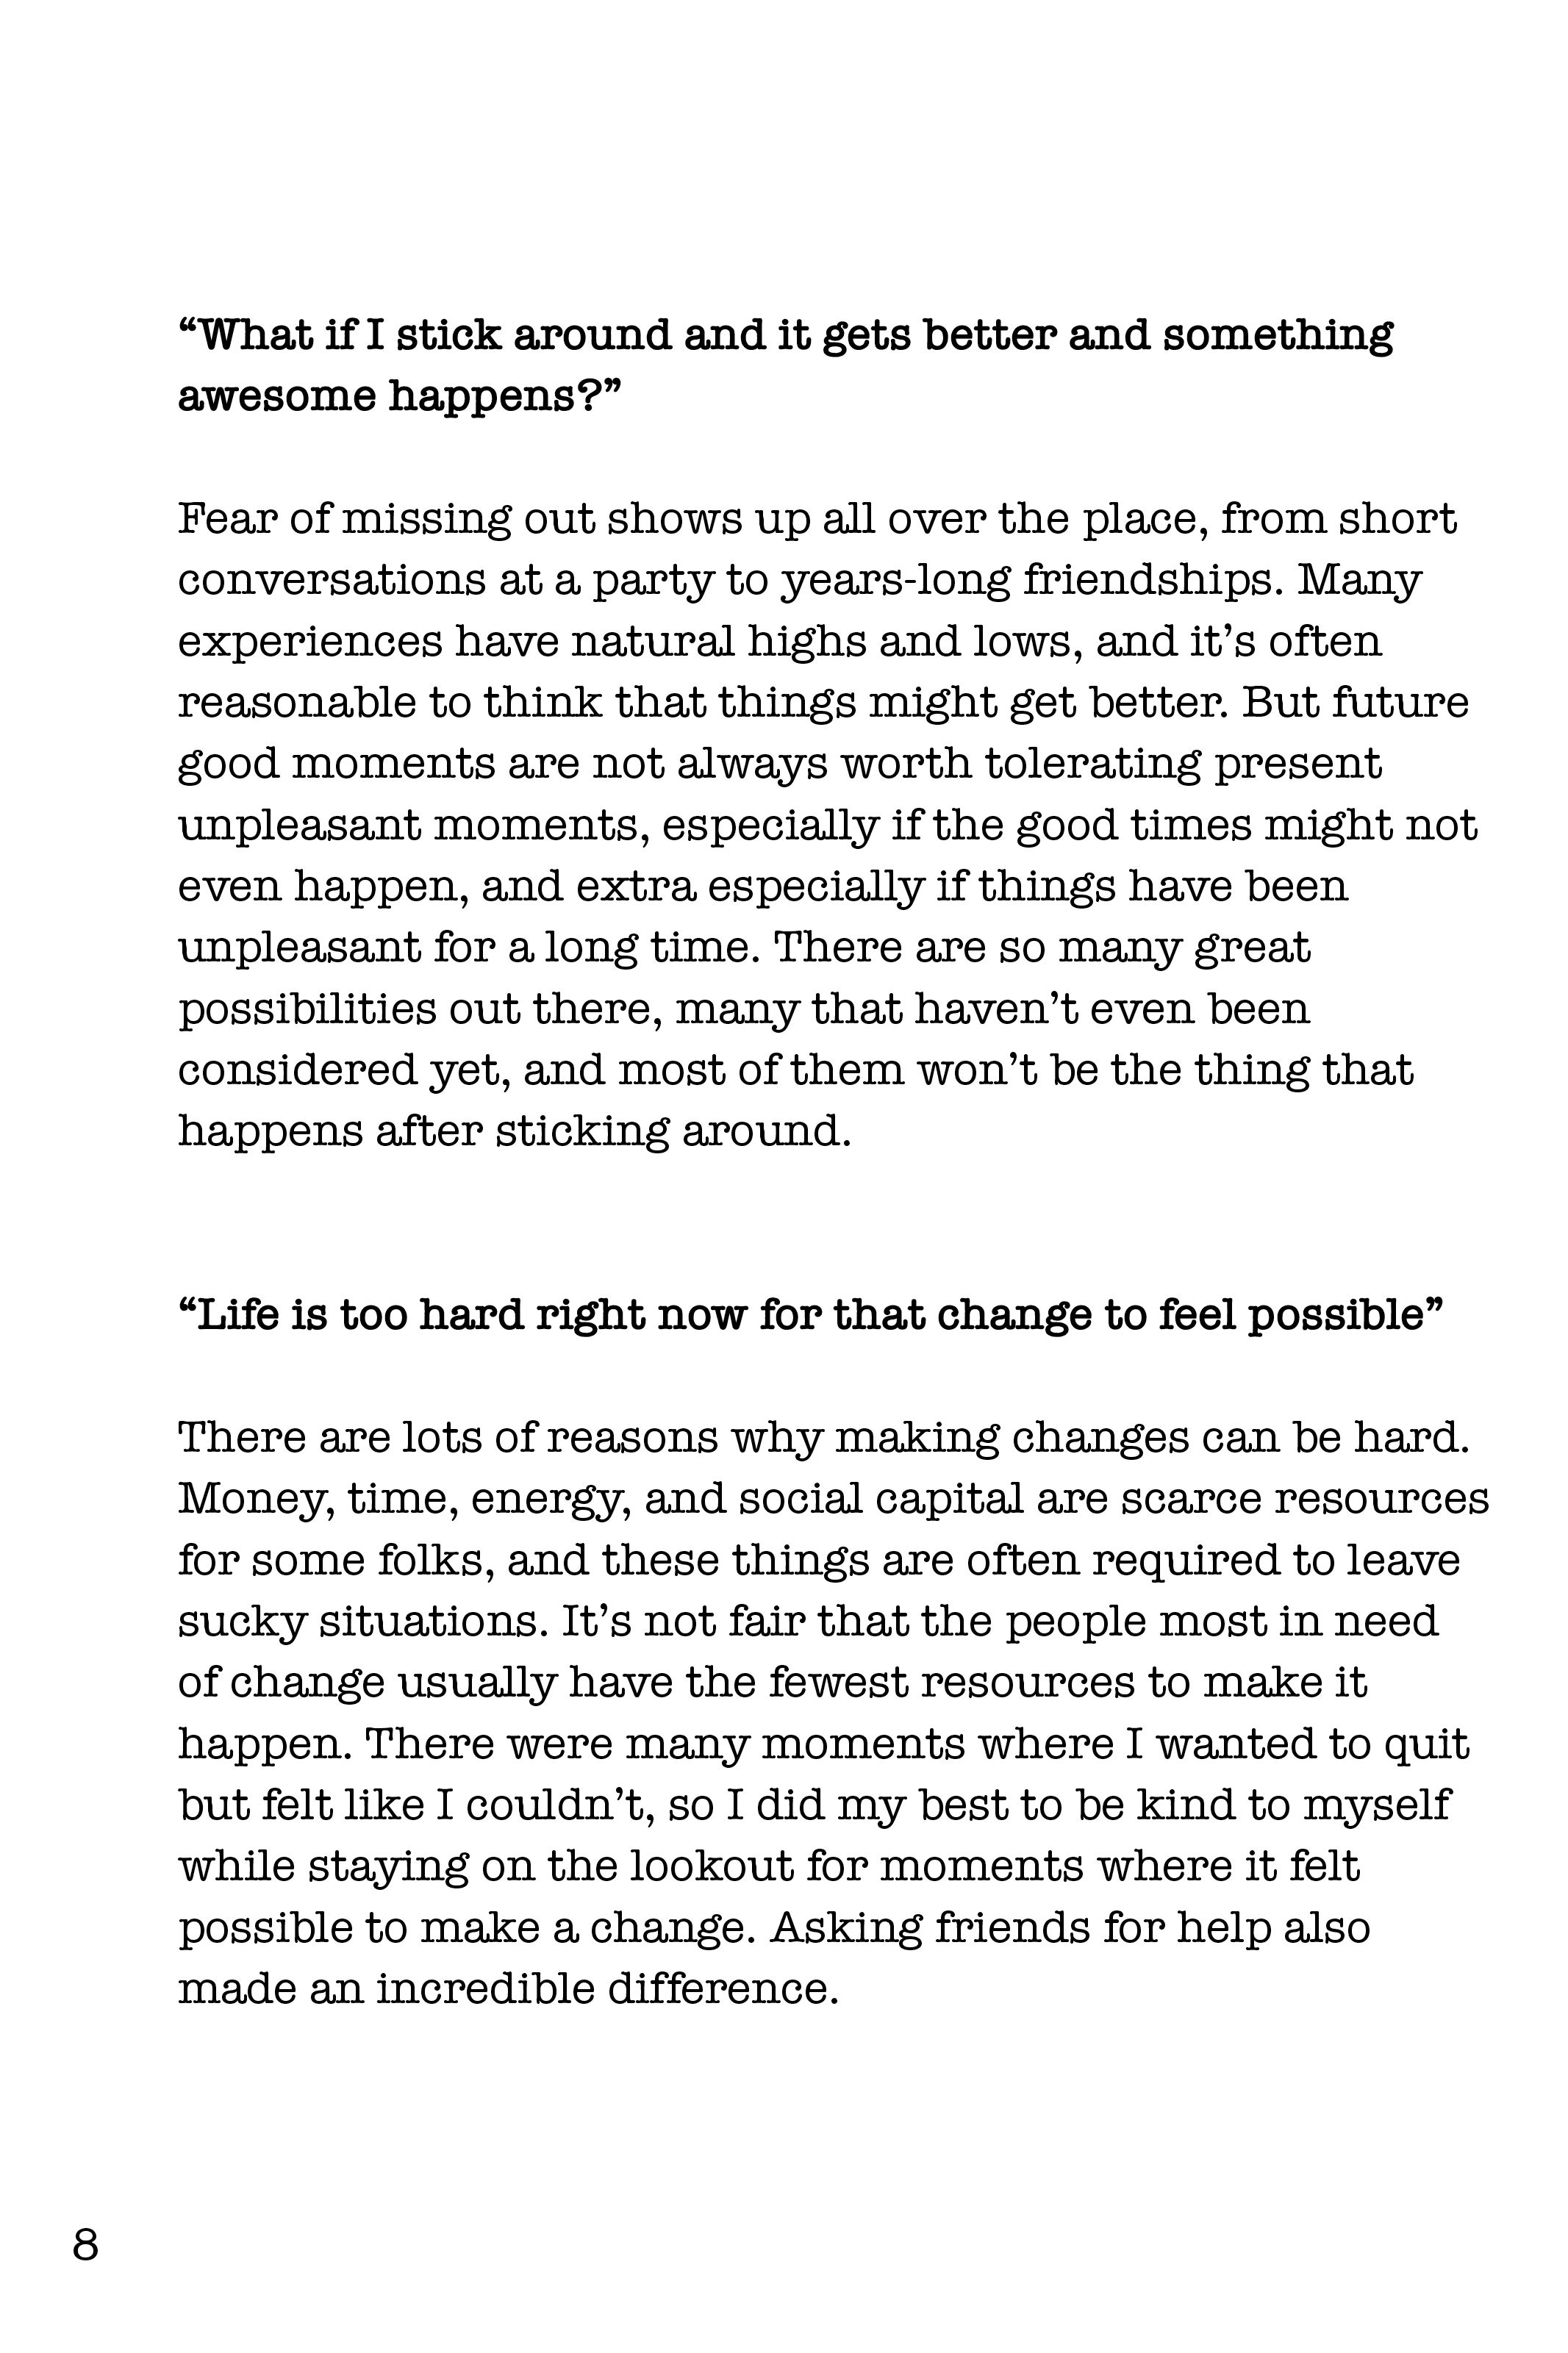 “What if I stick around and it gets better and something
awesome happens?”
Fear of missing out shows up all over the place, from short
conversations at a party to years-long friendships. Many
experiences have natural highs and lows, and it’s often
reasonable to think that things might get better. But future
good moments are not always worth tolerating present
unpleasant moments, especially if the good times might not
even happen, and extra especially if things have been
unpleasant for a long time. There are so many great
possibilities out there, many that haven’t even been
considered yet, and most of them won’t be the thing that
happens after sticking around.
“Life is too hard right now for that change to feel possible”
There are lots of reasons why making changes can be hard.
Money, time, energy, and social capital are scarce resources
for some folks, and these things are often required to leave
sucky situations. It’s not fair that the people most in need
of change usually have the fewest resources to make it
happen. There were many moments where I wanted to quit
but felt like I couldn’t, so I did my best to be kind to myself
while staying on the lookout for moments where it felt
possible to make a change. Asking friends for help also
made an incredible difference.
8